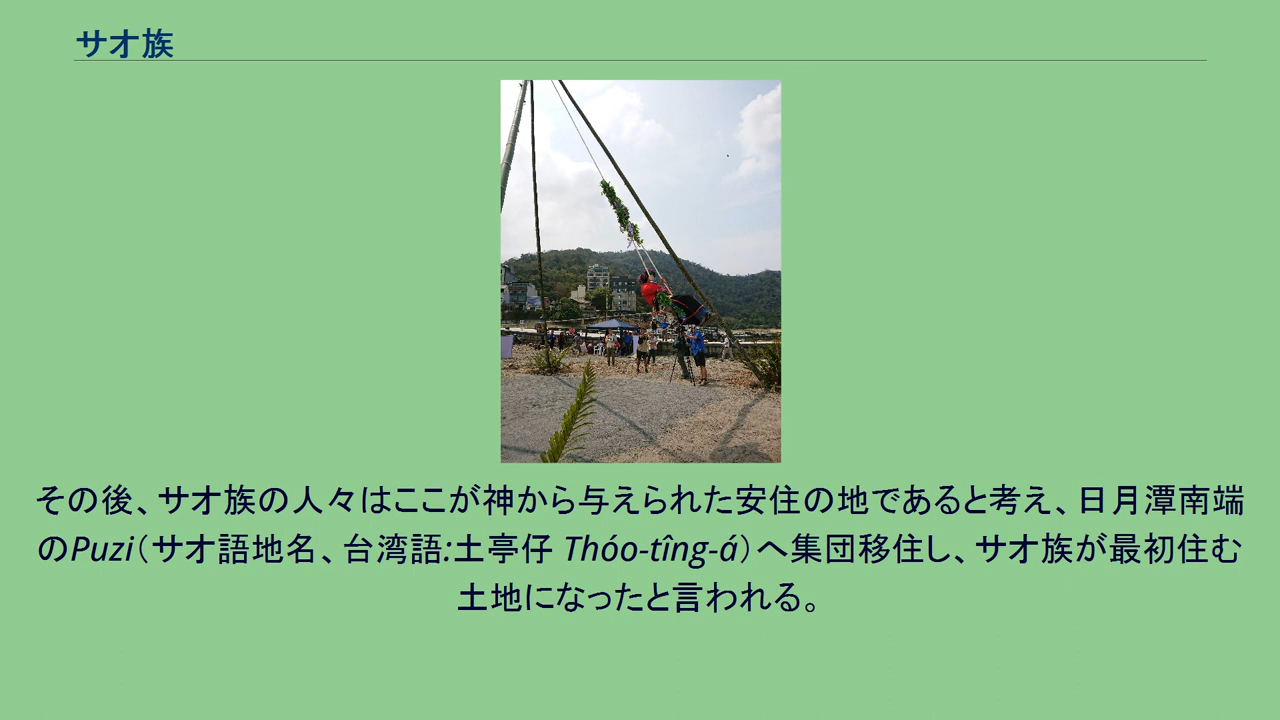 サオ族
その後、サオ族の人々はここが神から与えられた安住の地であると考え、日月潭南端
のPuzi（サオ語地名、台湾語:土亭仔 Thóo-tîng-á）へ集団移住し、サオ族が最初住む
土地になったと言われる。